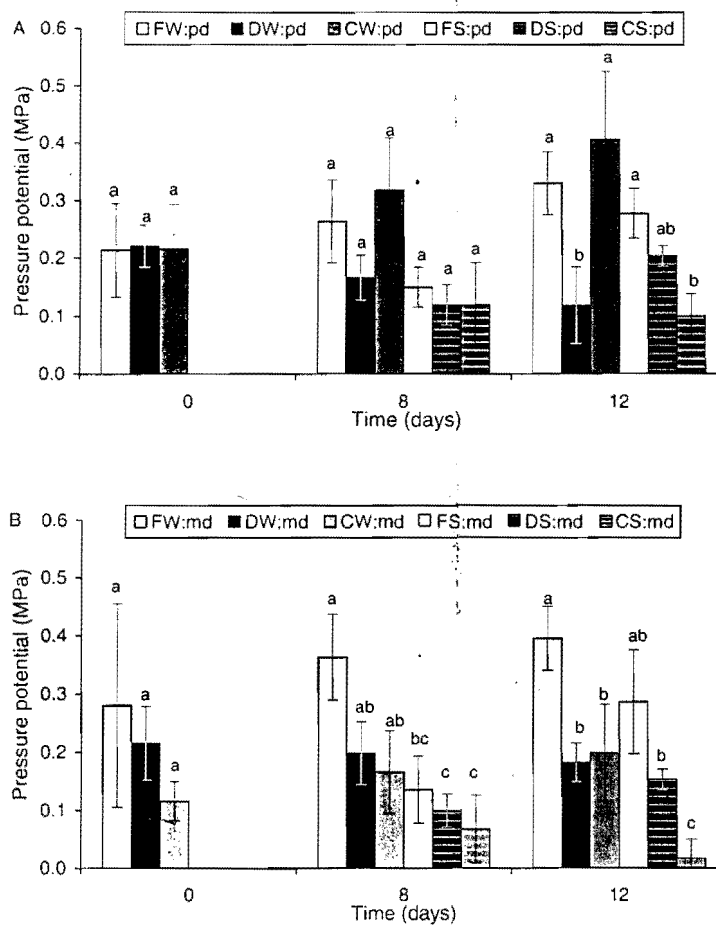 A
0.6
FW:pd DW:pd CW:pd FS:pd DS:pd CS:pd
0.5
0.4
0.3
0.2
0.1
0.0
Pressure potential (MPa)
a a a
a a a a a a
a b a a ab b
0 8 12
Time (days)
B
0.6
FW:md DW:md CW:md FS:md DS:md CS:md
0.5
0.4
0.3
0.2
0.1
0.0
Pressure potential (MPa)
a a a
a ab ab bc c c
a b b ab b c
0 8 12
Time (days)